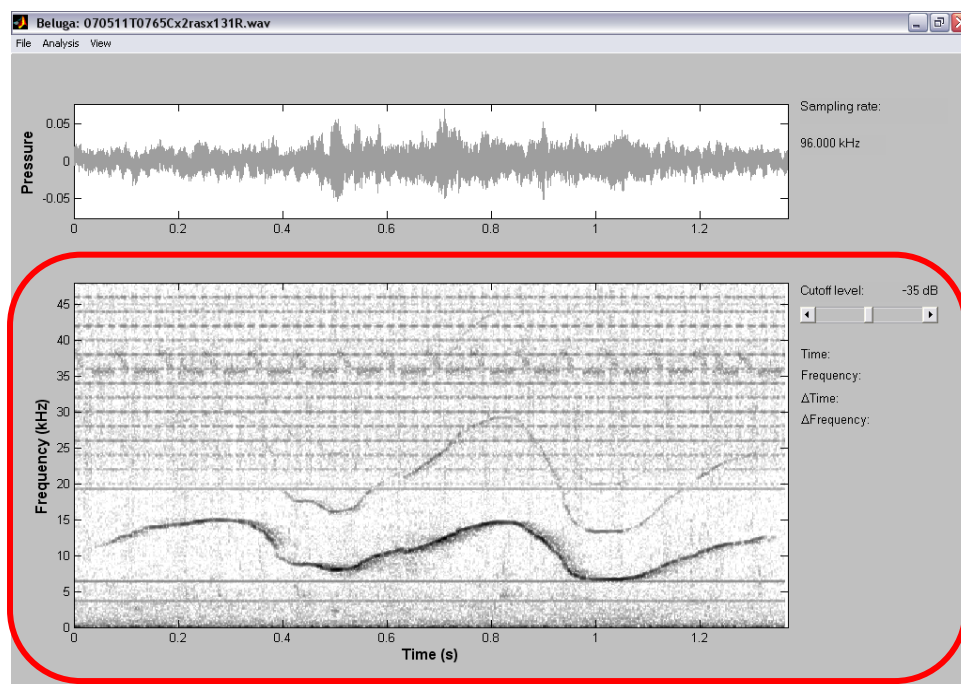 Beluga: 070511T0765Cx2rasx131R.wav
File Analysis View
Pressure
0.05
0
-0.05
0 0.2 0.4 0.6 0.8 1 1.2
Sampling rate:
96.000 kHz
Frequency (kHz)
45
40
35
30
25
20
15
10
5
0
0 0.2 0.4 0.6 0.8 1 1.2
Time (s)
Cutoff level: -35 dB
Time:
Frequency:
ΔTime:
ΔFrequency: